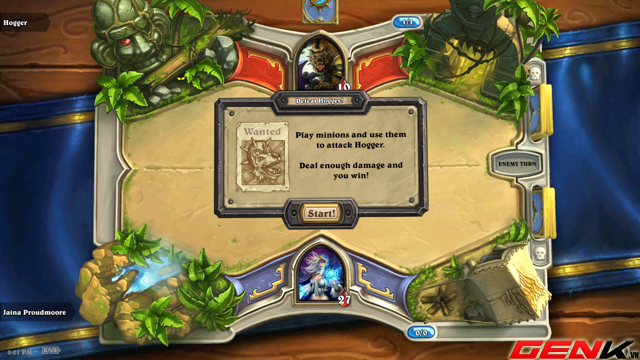 Hogger
1/1
10
Defeat Hogger!
Wanted
Play minions and use them
to attack Hogger.
Deal enough damage and
you win!
Start!
ENEMY TURN
27
Jaina Proudmoore
0/0
GENK